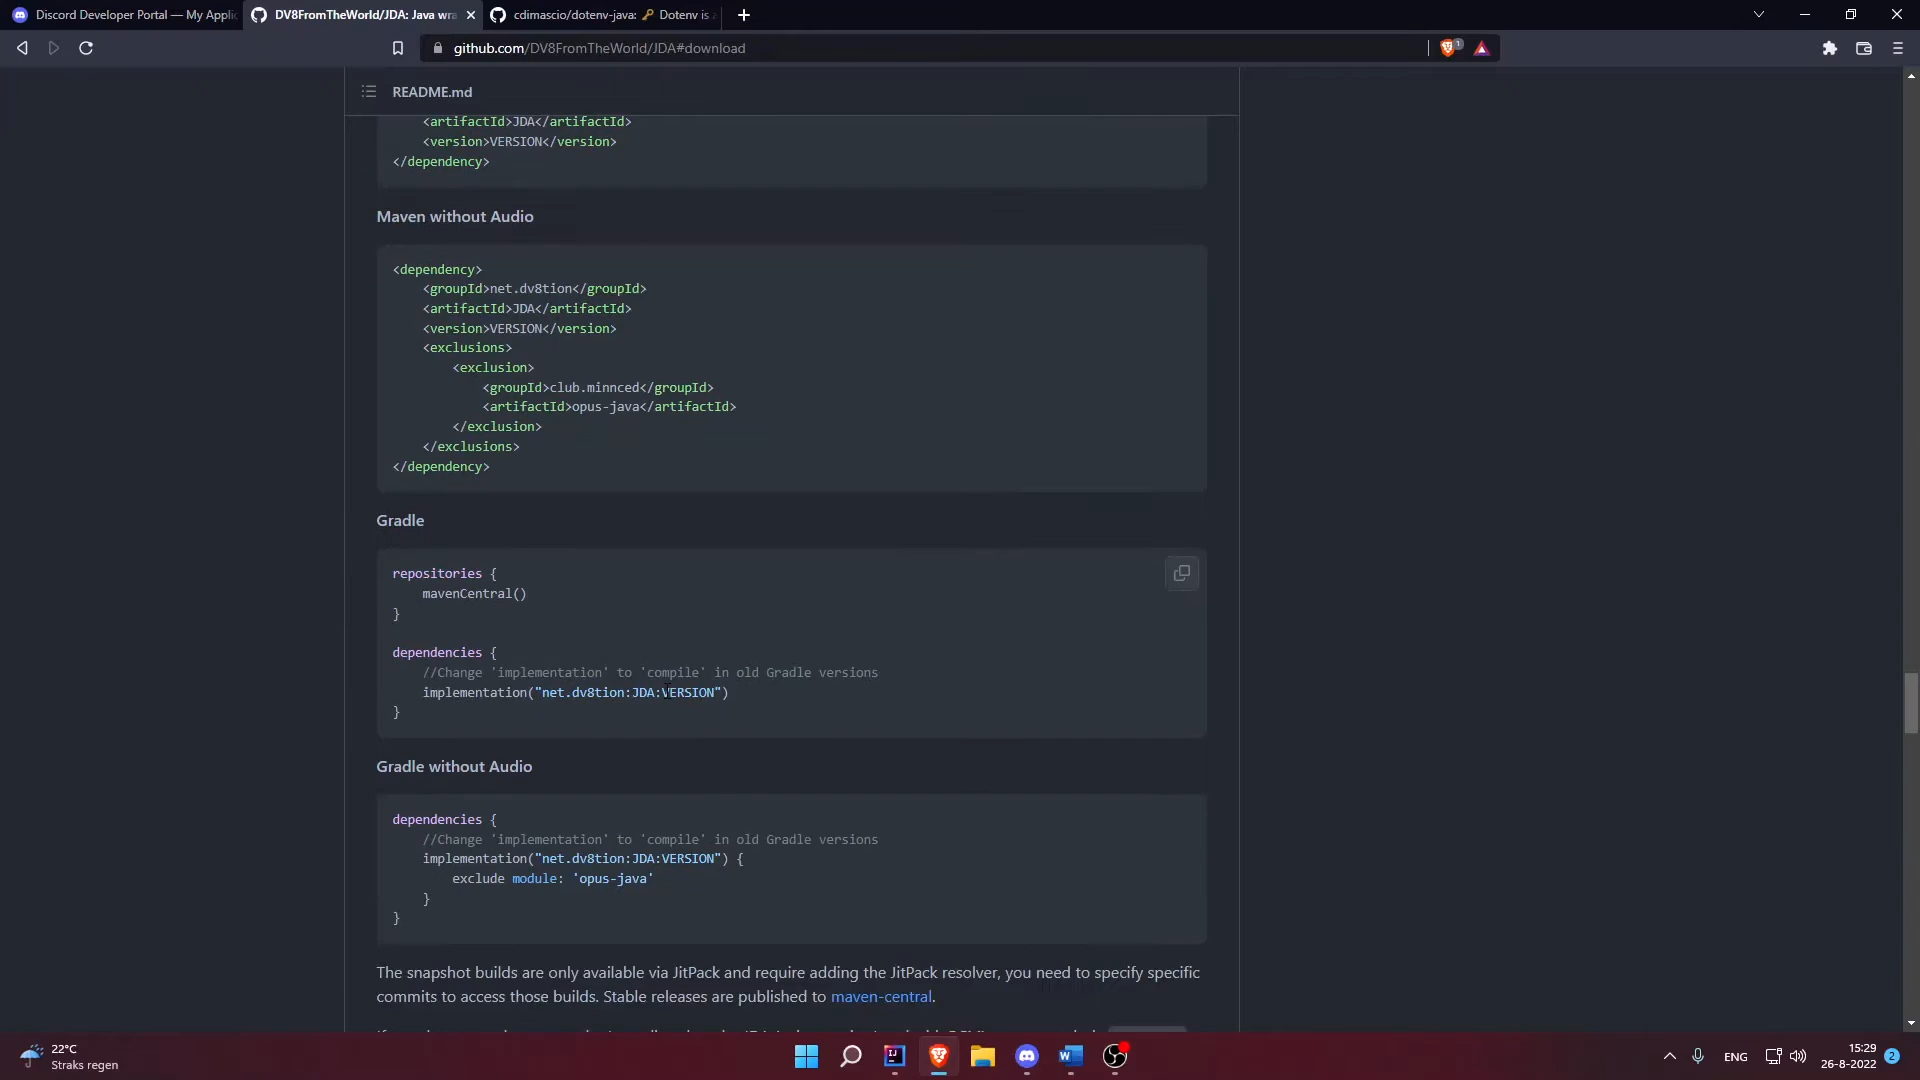 Discord Developer Portal — My Applic
DV8FromTheWorld/JDA: Java wra
cdimascio/dotenv-java: 🔑 Dotenv is a
github.com/DV8FromTheWorld/JDA#download
1
README.md
<artifactId>JDA</artifactId>
<version>VERSION</version>
</dependency>
Maven without Audio
<dependency>
<groupId>net.dv8tion</groupId>
<artifactId>JDA</artifactId>
<version>VERSION</version>
<exclusions>
<exclusion>
<groupId>club.minnced</groupId>
<artifactId>opus-java</artifactId>
</exclusion>
</exclusions>
</dependency>
Gradle
repositories {
mavenCentral()
}
dependencies {
//Change 'implementation' to 'compile' in old Gradle versions
implementation("net.dv8tion:JDA:VERSION")
}
Gradle without Audio
dependencies {
//Change 'implementation' to 'compile' in old Gradle versions
implementation("net.dv8tion:JDA:VERSION") {
exclude module: 'opus-java'
}
}
The snapshot builds are only available via JitPack and require adding the JitPack resolver, you need to specify specific
commits to access those builds. Stable releases are published to maven-central.
22°C
Straks regen
ENG
15:29
26-8-2022
2